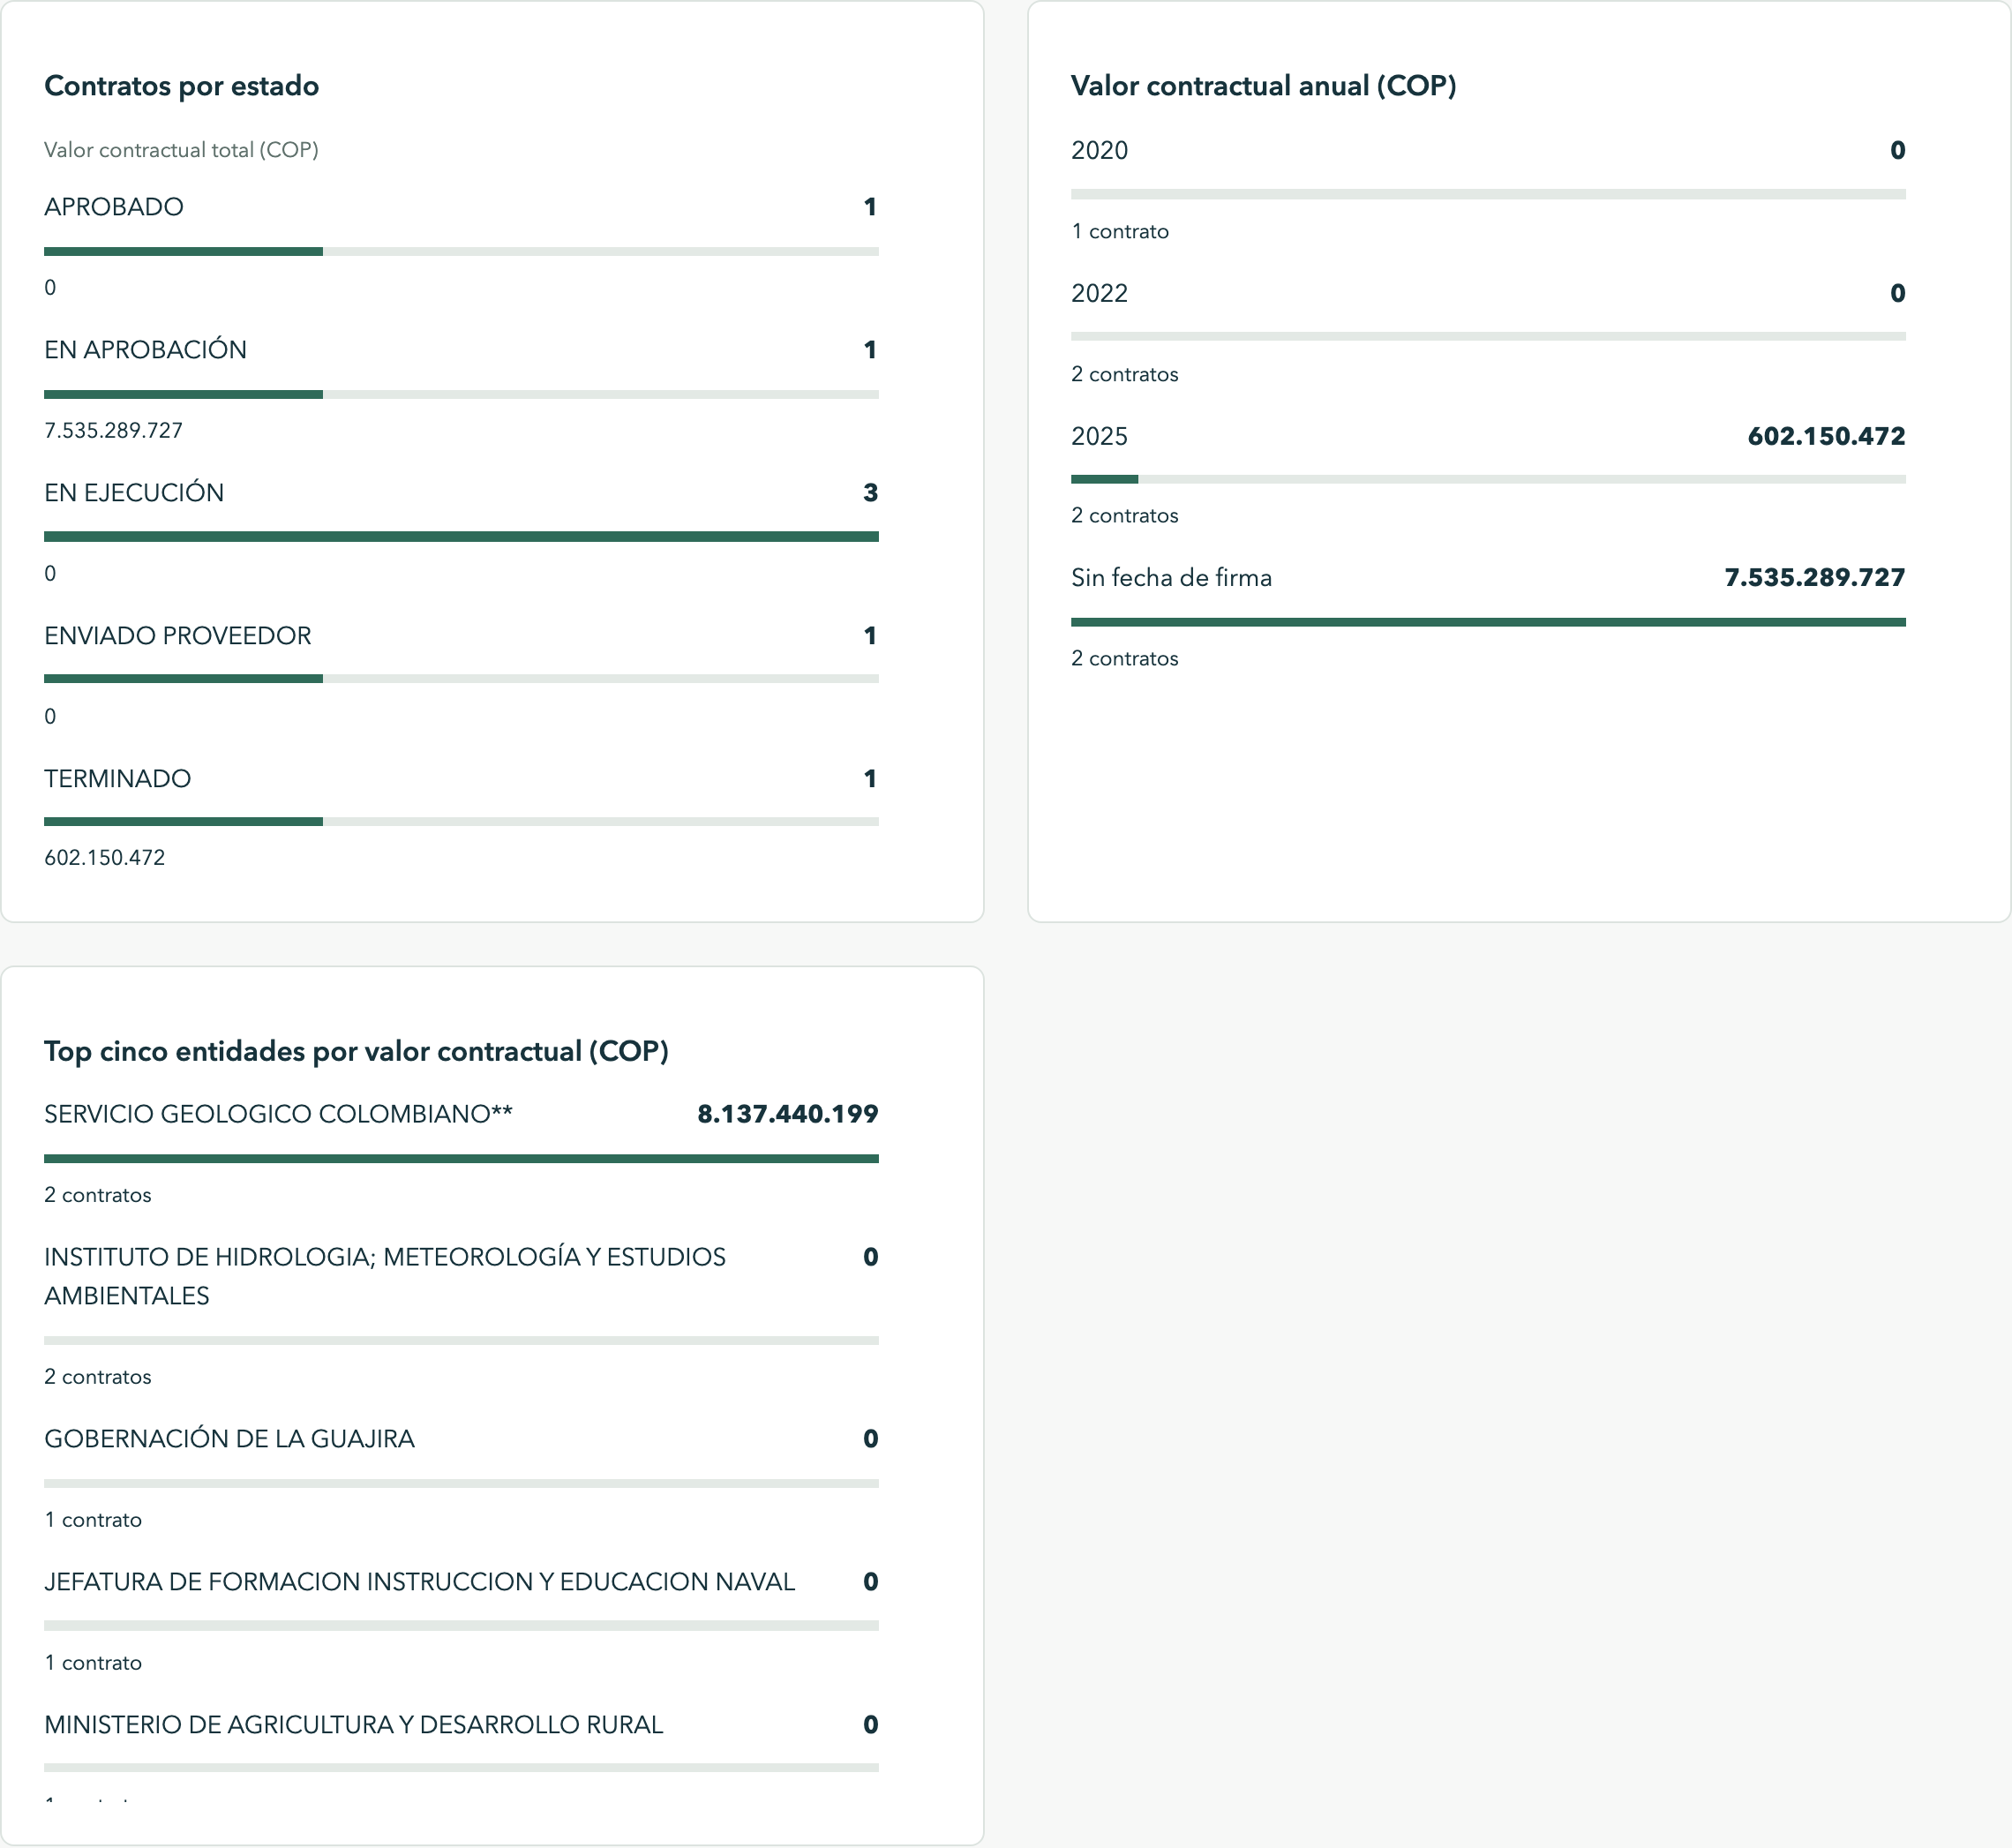 Contratos por estado
Valor contractual total (COP)
APROBADO 1
0
EN APROBACIÓN 1
7.535.289.727
EN EJECUCIÓN 3
0
ENVIADO PROVEEDOR 1
0
TERMINADO 1
602.150.472
Valor contractual anual (COP)
2020 0
1 contrato
2022 0
2 contratos
2025 602.150.472
2 contratos
Sin fecha de firma 7.535.289.727
2 contratos
Top cinco entidades por valor contractual (COP)
SERVICIO GEOLOGICO COLOMBIANO** 8.137.440.199
2 contratos
INSTITUTO DE HIDROLOGIA; METEOROLOGÍA Y ESTUDIOS 0
AMBIENTALES
2 contratos
GOBERNACIÓN DE LA GUAJIRA 0
1 contrato
JEFATURA DE FORMACION INSTRUCCION Y EDUCACION NAVAL 0
1 contrato
MINISTERIO DE AGRICULTURA Y DESARROLLO RURAL 0